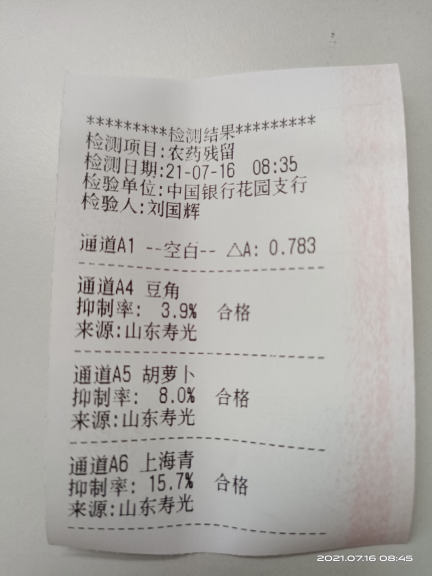 *********检测结果*********
检测项目:农药残留
检测日期:21-07-16 08:35
检验单位:中国银行花园支行
检验人:刘国辉
通道A1 --空白-- △A: 0.783
通道A4 豆角
抑制率: 3.9% 合格
来源:山东寿光
通道A5 胡萝卜
抑制率: 8.0% 合格
来源:山东寿光
通道A6 上海青
抑制率: 15.7% 合格
来源:山东寿光
2021.07.16 08:45